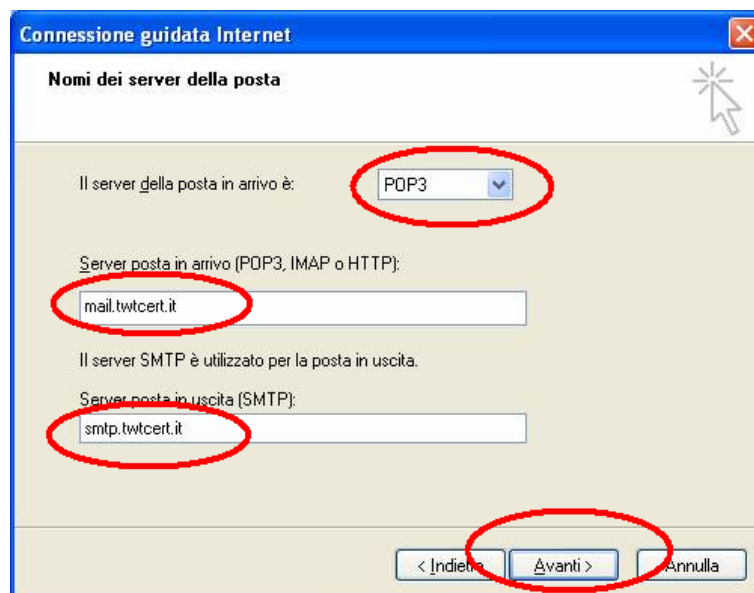 Connessione guidata Internet
Nomi dei server della posta
Il server della posta in arrivo è: POP3
Server posta in arrivo (POP3, IMAP o HTTP):
mail.twtcert.it
Il server SMTP è utilizzato per la posta in uscita.
Server posta in uscita (SMTP):
smtp.twtcert.it
< Indietro Avanti > Annulla